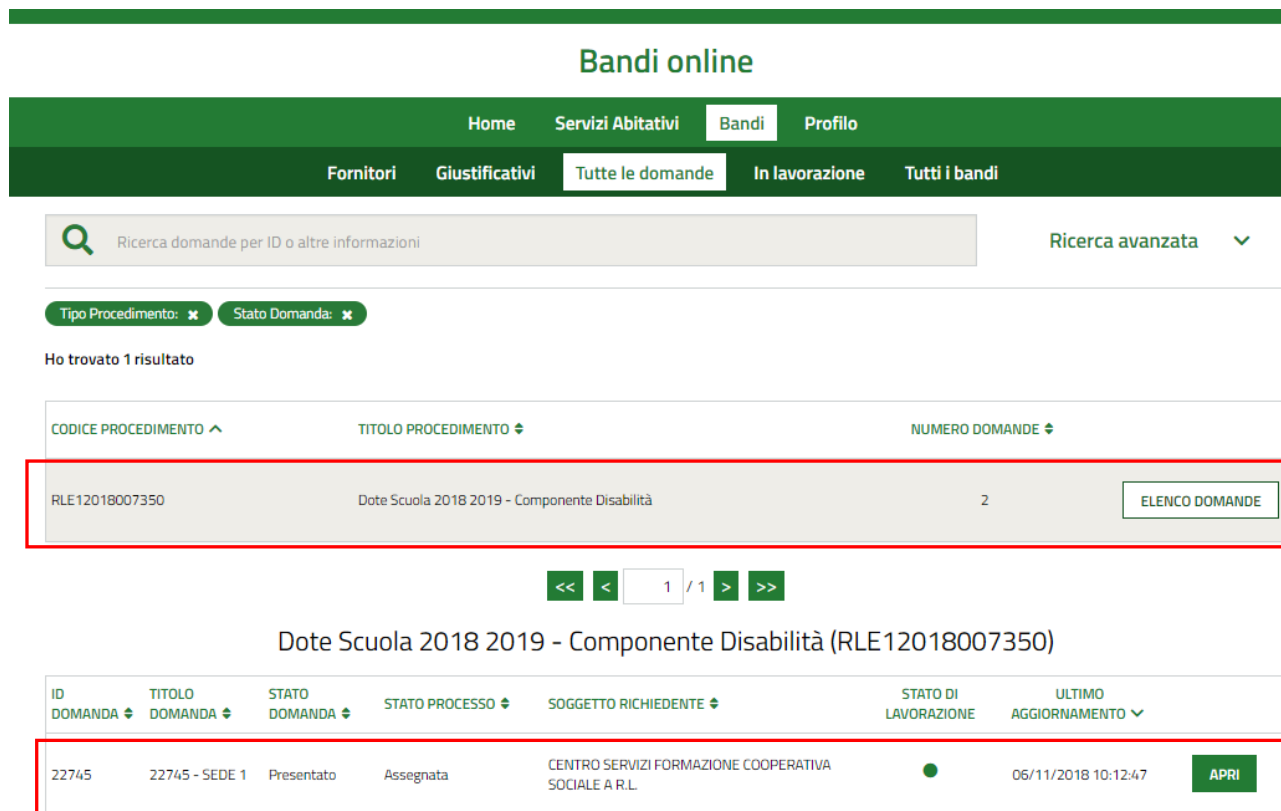 Bandi online
Home Servizi Abitativi Bandi Profilo
Fornitori Giustificativi Tutte le domande In lavorazione Tutti i bandi
Ricerca domande per ID o altre informazioni Ricerca avanzata
Tipo Procedimento: Stato Domanda:
Ho trovato 1 risultato
CODICE PROCEDIMENTO TITOLO PROCEDIMENTO NUMERO DOMANDE
RLE12018007350 Dote Scuola 2018 2019 - Componente Disabilità 2 ELENCO DOMANDE
<< < 1 / 1 > >>
Dote Scuola 2018 2019 - Componente Disabilità (RLE12018007350)
ID DOMANDA TITOLO DOMANDA STATO DOMANDA STATO PROCESSO SOGGETTO RICHIEDENTE STATO DI LAVORAZIONE ULTIMO AGGIORNAMENTO
22745 22745 - SEDE 1 Presentato Assegnata CENTRO SERVIZI FORMAZIONE COOPERATIVA SOCIALE A R.L. 06/11/2018 10:12:47 APRI